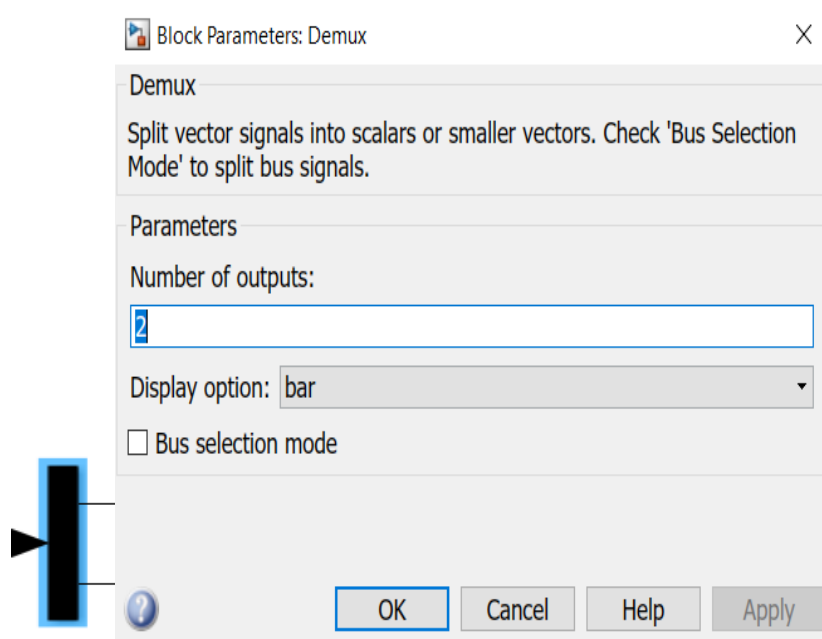 Block Parameters: Demux
Demux
Split vector signals into scalars or smaller vectors. Check 'Bus Selection
Mode' to split bus signals.
Parameters
Number of outputs:
2
Display option: bar
Bus selection mode
? OK Cancel Help Apply